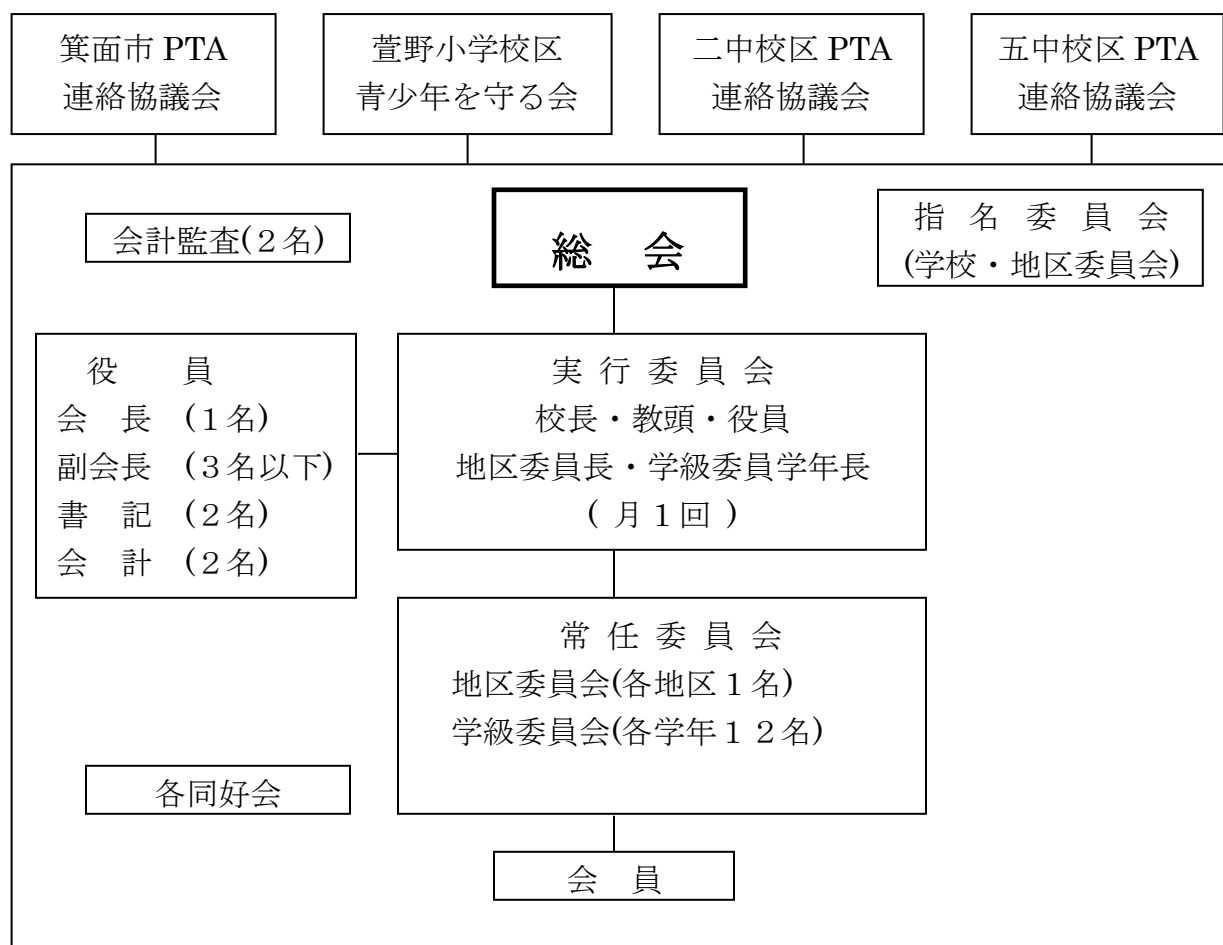 箕面市 PTA
連絡協議会
萱野小学校区
青少年を守る会
二中校区 PTA
連絡協議会
五中校区 PTA
連絡協議会
会計監査(２名)
総　会
指 名 委 員 会
(学校・地区委員会)
役　　員
会　長　(１名)
副会長　(３名以下)
書　記　(２名)
会　計　(２名)
実 行 委 員 会
校長・教頭・役員
地区委員長・学級委員学年長
( 月１回 )
常 任 委 員 会
地区委員会(各地区１名)
学級委員会(各学年１２名)
各同好会
会　員